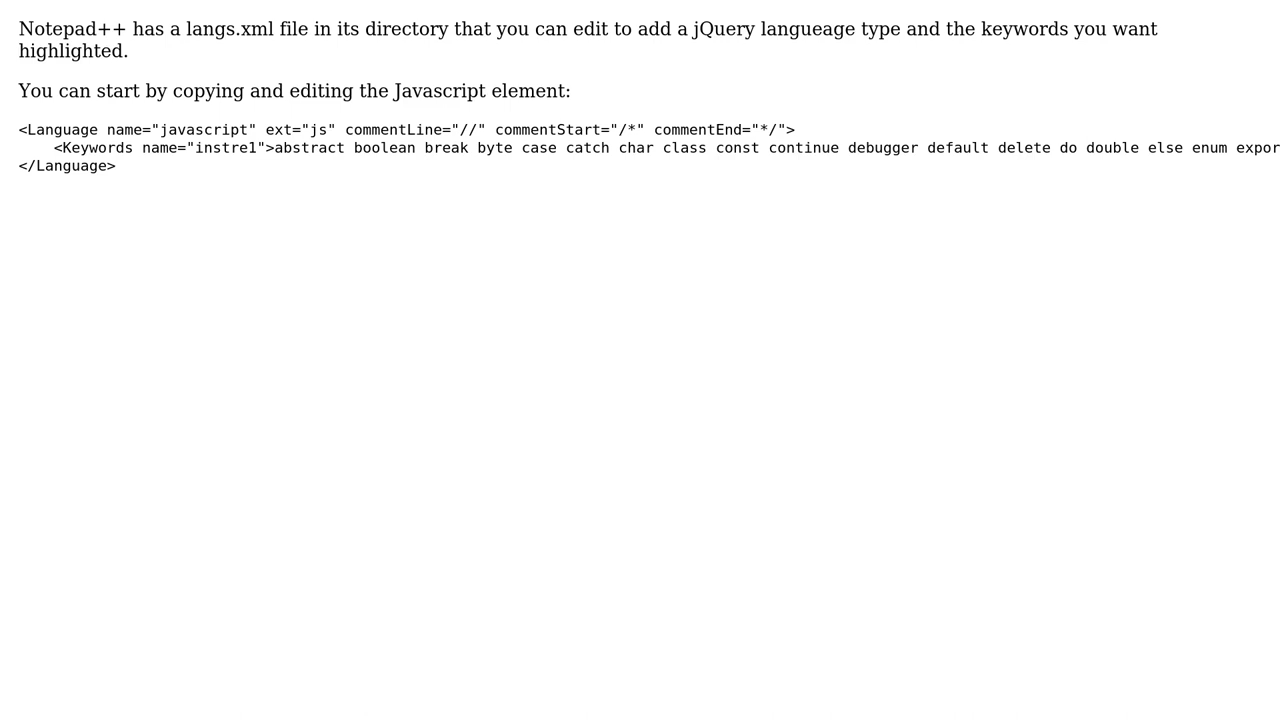 Notepad++ has a langs.xml file in its directory that you can edit to add a jQuery langueage type and the keywords you want
highlighted.
You can start by copying and editing the Javascript element:
<Language name="javascript" ext="js" commentLine="//" commentStart="/*" commentEnd="*/">
    <Keywords name="instre1">abstract boolean break byte case catch char class const continue debugger default delete do double else enum expor
</Language>